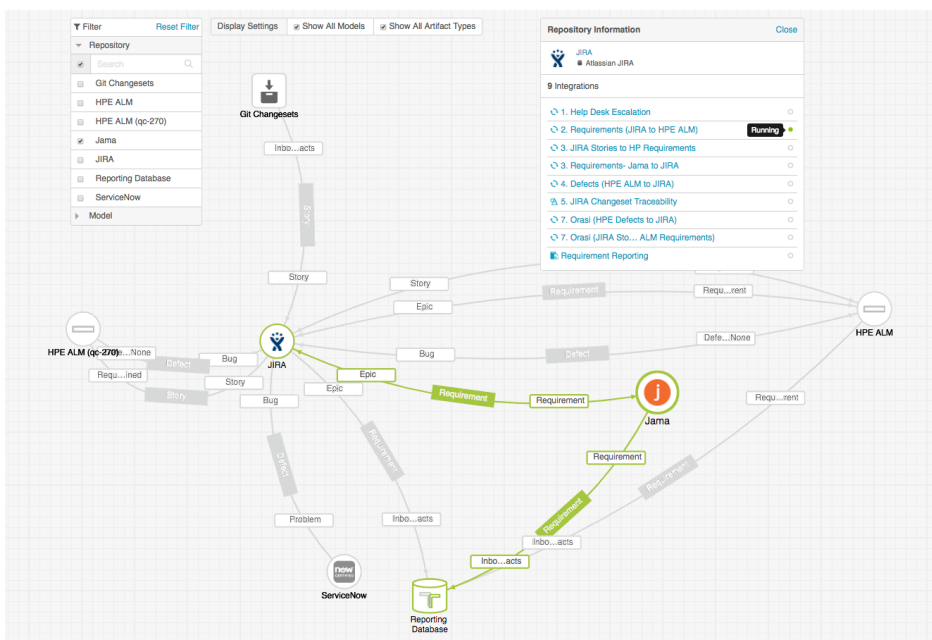 Filter
Reset Filter
Repository
Search
Git Changesets
HPE ALM
HPE ALM (qc-270)
Jama
JIRA
Reporting Database
ServiceNow
Model
Display Settings
Show All Models
Show All Artifact Types
Repository Information
Close
JIRA
Atlassian JIRA
9 Integrations
1. Help Desk Escalation
2. Requirements (JIRA to HPE ALM)
Running
3. JIRA Stories to HP Requirements
3. Requirements- Jama to JIRA
4. Defects (HPE ALM to JIRA)
5. JIRA Changeset Traceability
7. Orasi (HPE Defects to JIRA)
7. Orasi (JIRA Sto... ALM Requirements)
Requirement Reporting
Git Changesets
Inbo...acts
Story
Story
Story
Requirement
Requ...rent
Epic
HPE ALM
Defe...None
HPE ALM (qc-270)
e...None
Defect
Bug
JIRA
Bug
Defect
Requ...ined
Story
Story
Epic
Epic
Requirement
Requirement
j
Jama
Requ...rent
Bug
Requirement
Requirement
Defect
Req...irement
Requirement
Problem
Inbo...acts
Inbo...acts
Inbo...acts
now
ServiceNow
Reporting
Database